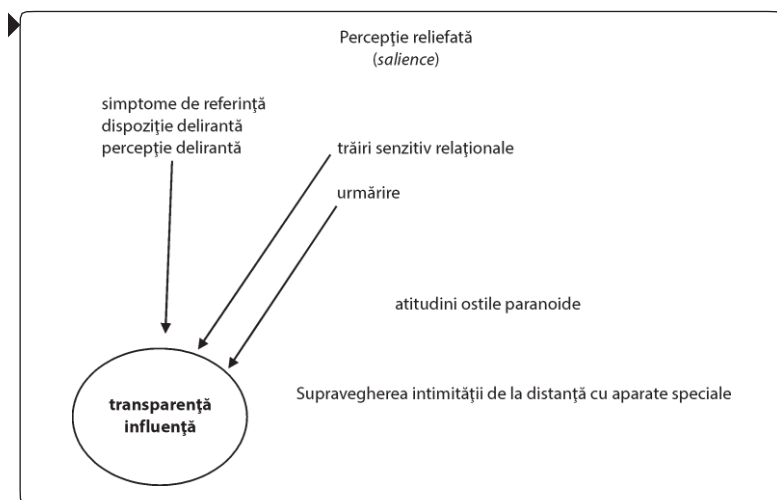 Percepție reliefată
(salience)
simptome de referință
dispoziție delirantă
percepție delirantă
trăiri senzitiv relaționale
urmărire
atitudini ostile paranoide
Supravegherea intimității de la distanță cu aparate speciale
transparență
influență